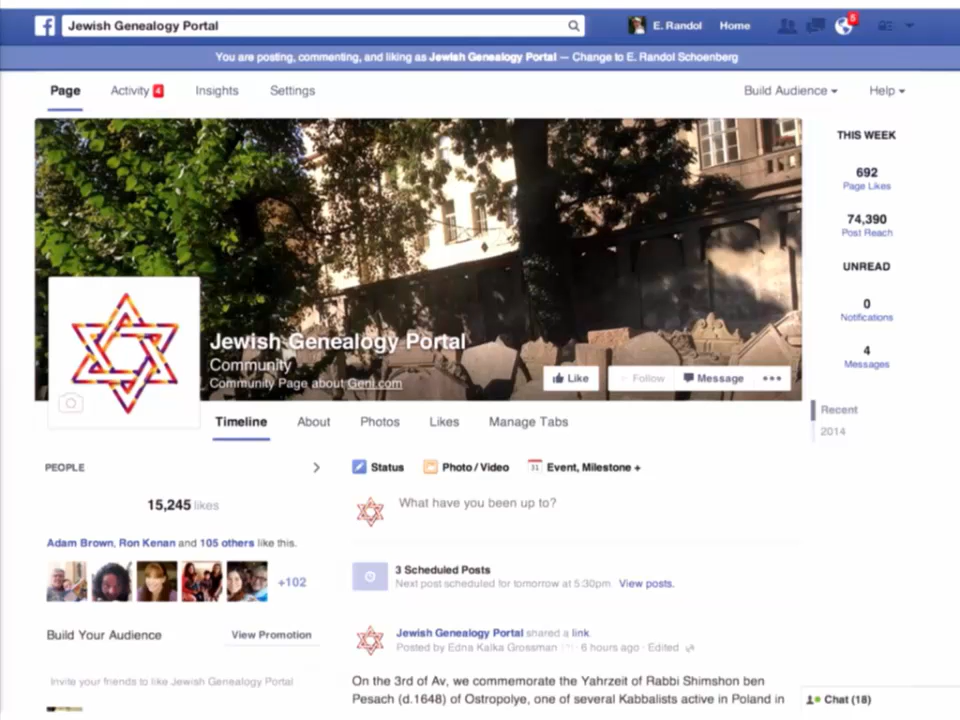 Jewish Genealogy Portal
E. Randol Home 5
You are posting, commenting, and liking as Jewish Genealogy Portal — Change to E. Randol Schoenberg
Page Activity 4 Insights Settings Build Audience Help
THIS WEEK
692
Page Likes
74,390
Post Reach
UNREAD
0
Notifications
4
Messages
Recent
2014
Jewish Genealogy Portal
Community
Community Page about Geni.com
Like Follow Message •••
Timeline About Photos Likes Manage Tabs
PEOPLE
15,245 likes
Adam Brown, Ron Kenan and 105 others like this.
+102
Build Your Audience View Promotion
Invite your friends to like Jewish Genealogy Portal
Status Photo / Video 31 Event, Milestone +
What have you been up to?
3 Scheduled Posts
Next post scheduled for tomorrow at 5:30pm. View posts.
Jewish Genealogy Portal shared a link.
Posted by Edna Kalka Grossman · 6 hours ago · Edited
On the 3rd of Av, we commemorate the Yahrzeit of Rabbi Shimshon ben
Pesach (d.1648) of Ostropolye, one of several Kabbalists active in Poland in
Chat (18)